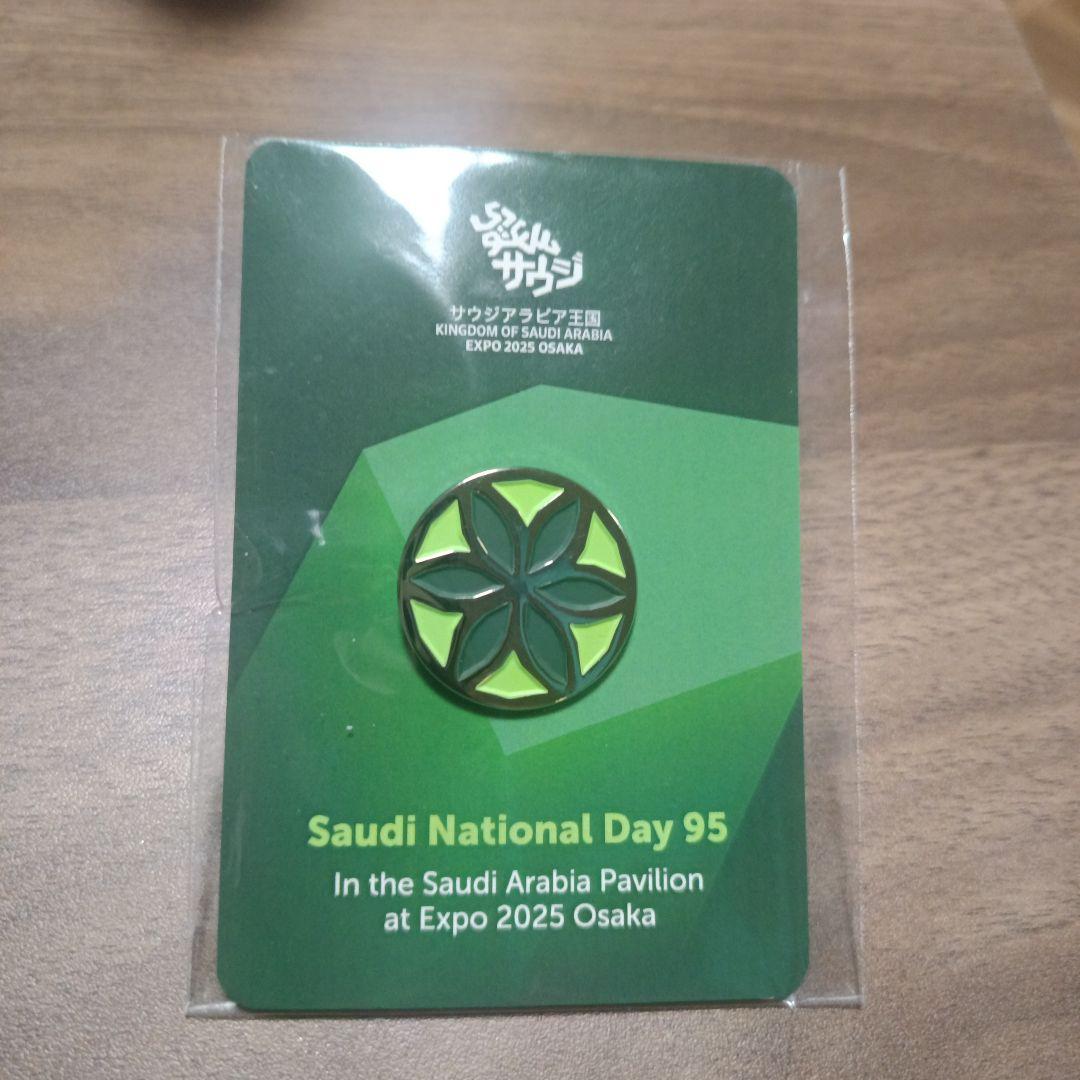 السعودية
サウジ
サウジアラビア王国
KINGDOM OF SAUDI ARABIA
EXPO 2025 OSAKA
Saudi National Day 95
In the Saudi Arabia Pavilion
at Expo 2025 Osaka